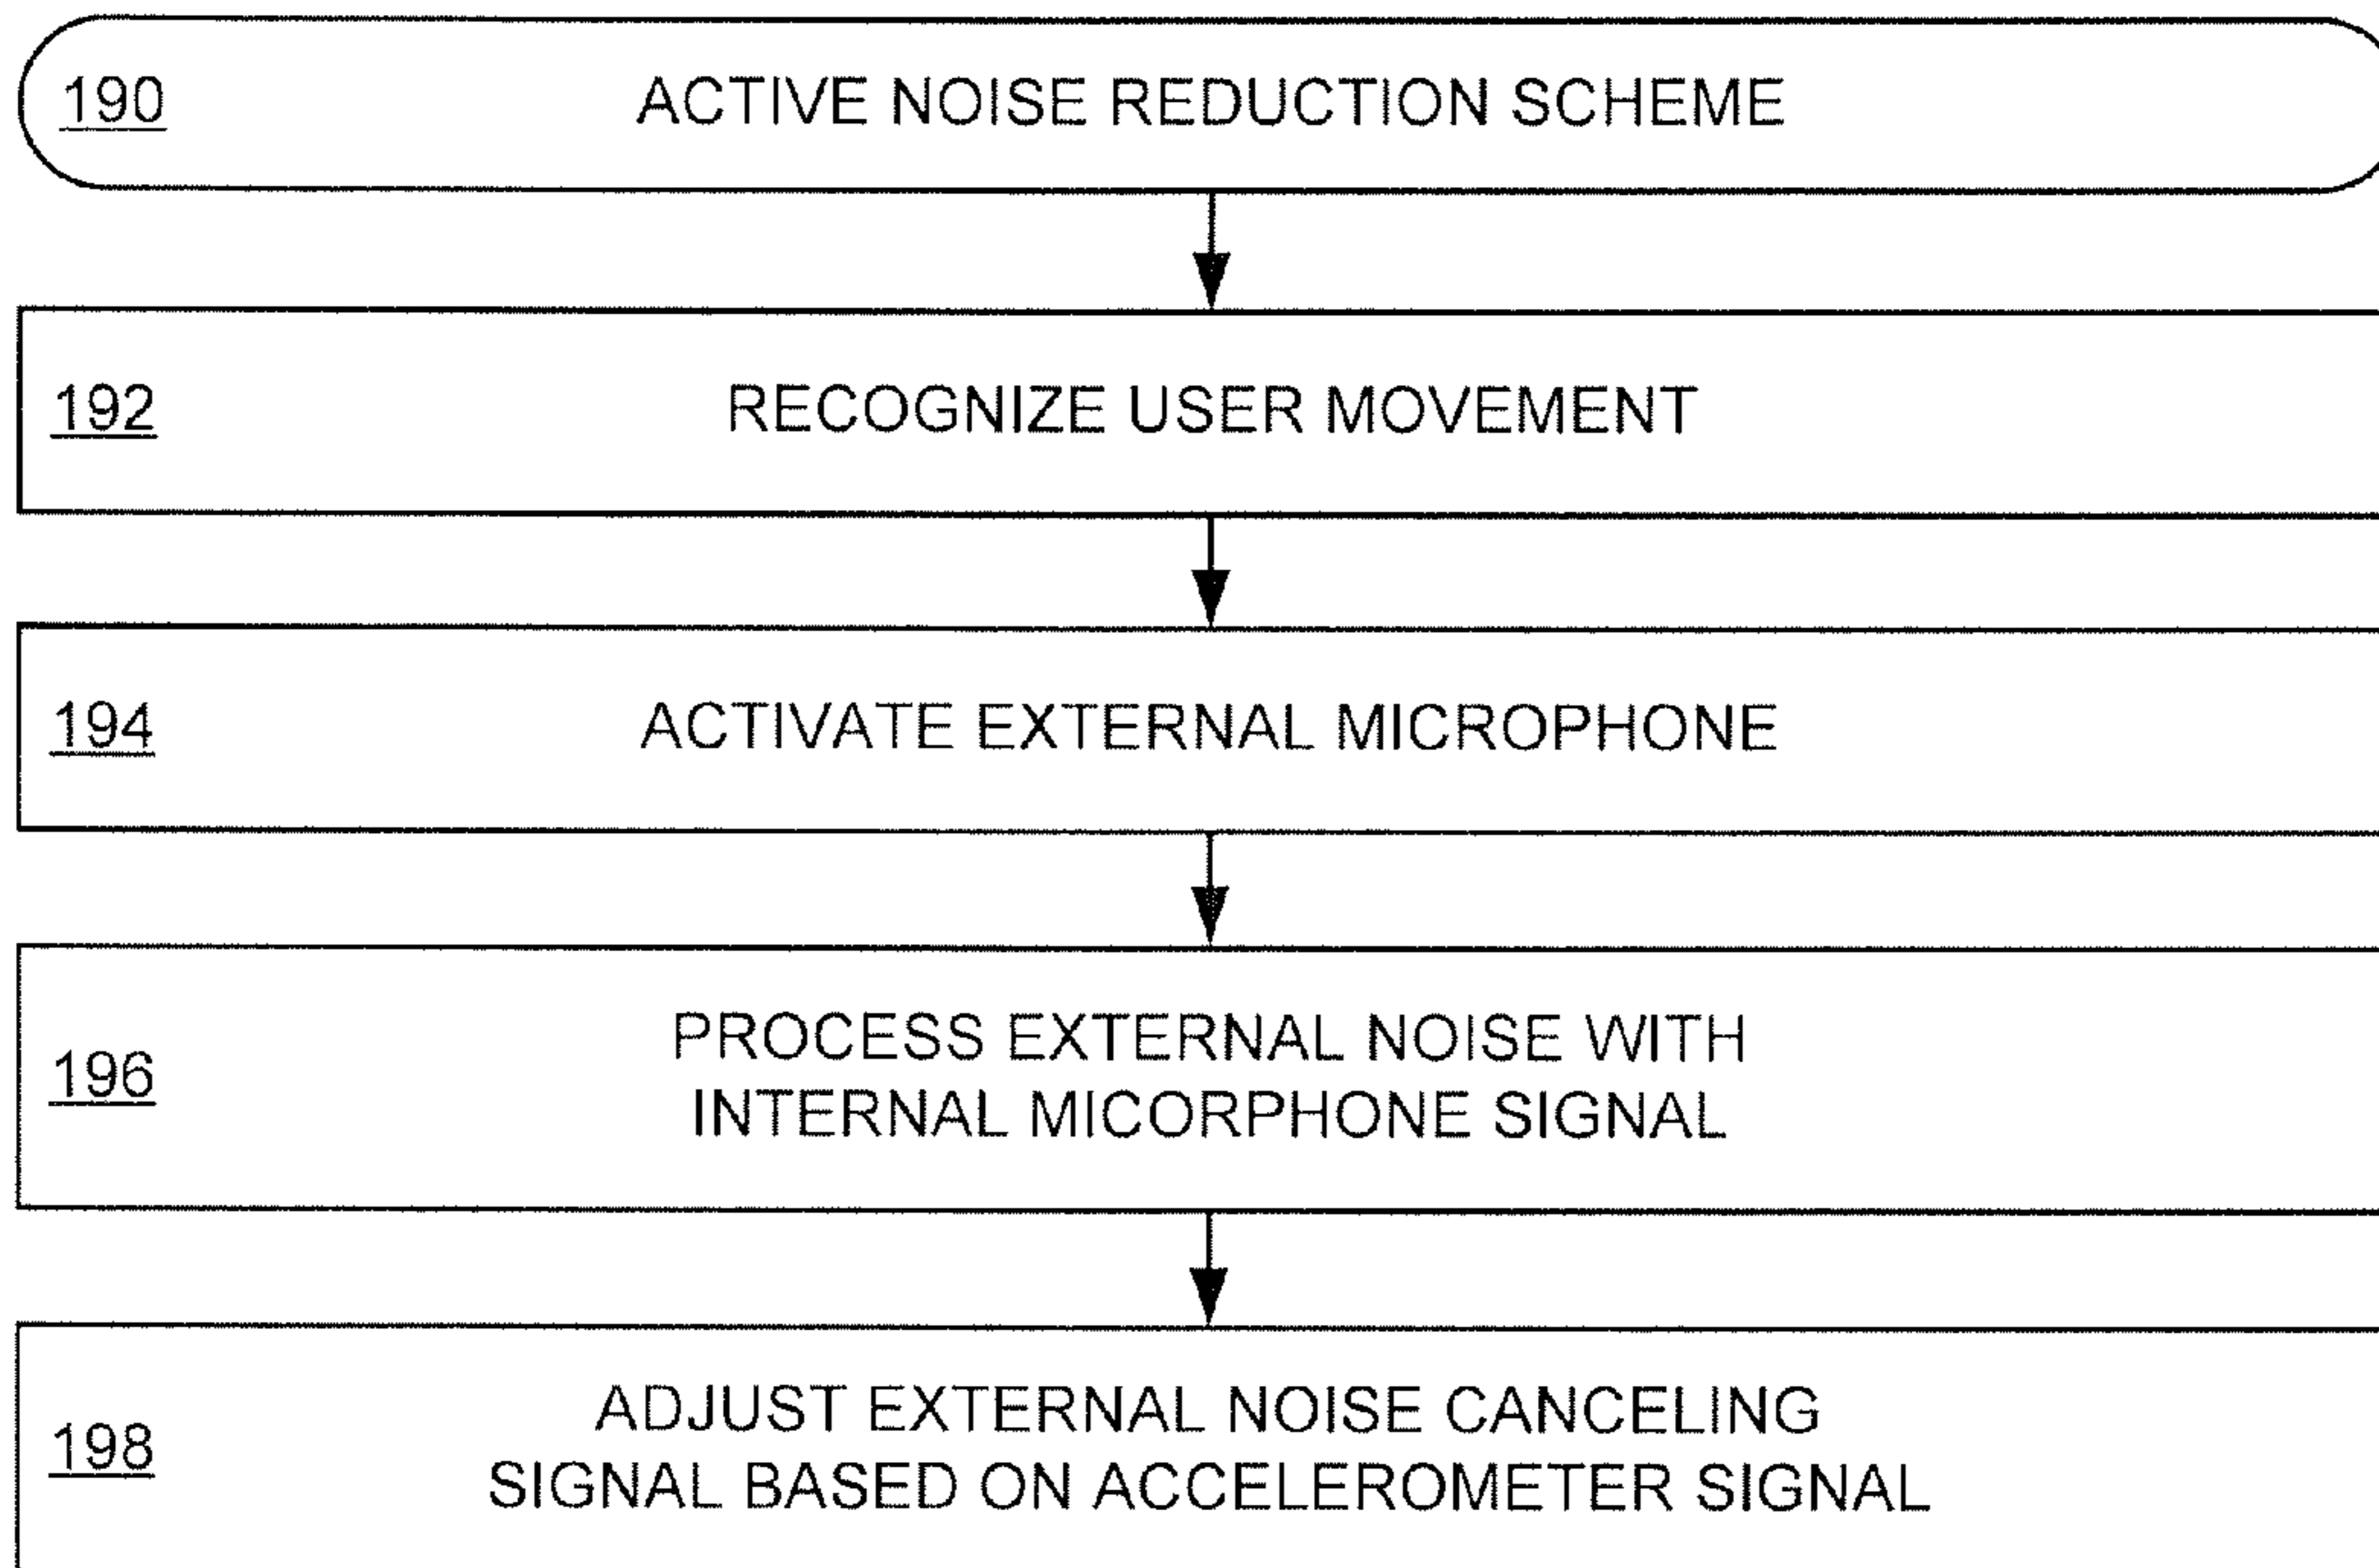 190 ACTIVE NOISE REDUCTION SCHEME
192 RECOGNIZE USER MOVEMENT
194 ACTIVATE EXTERNAL MICROPHONE
196 PROCESS EXTERNAL NOISE WITH
INTERNAL MICORPHONE SIGNAL
198 ADJUST EXTERNAL NOISE CANCELING
SIGNAL BASED ON ACCELEROMETER SIGNAL